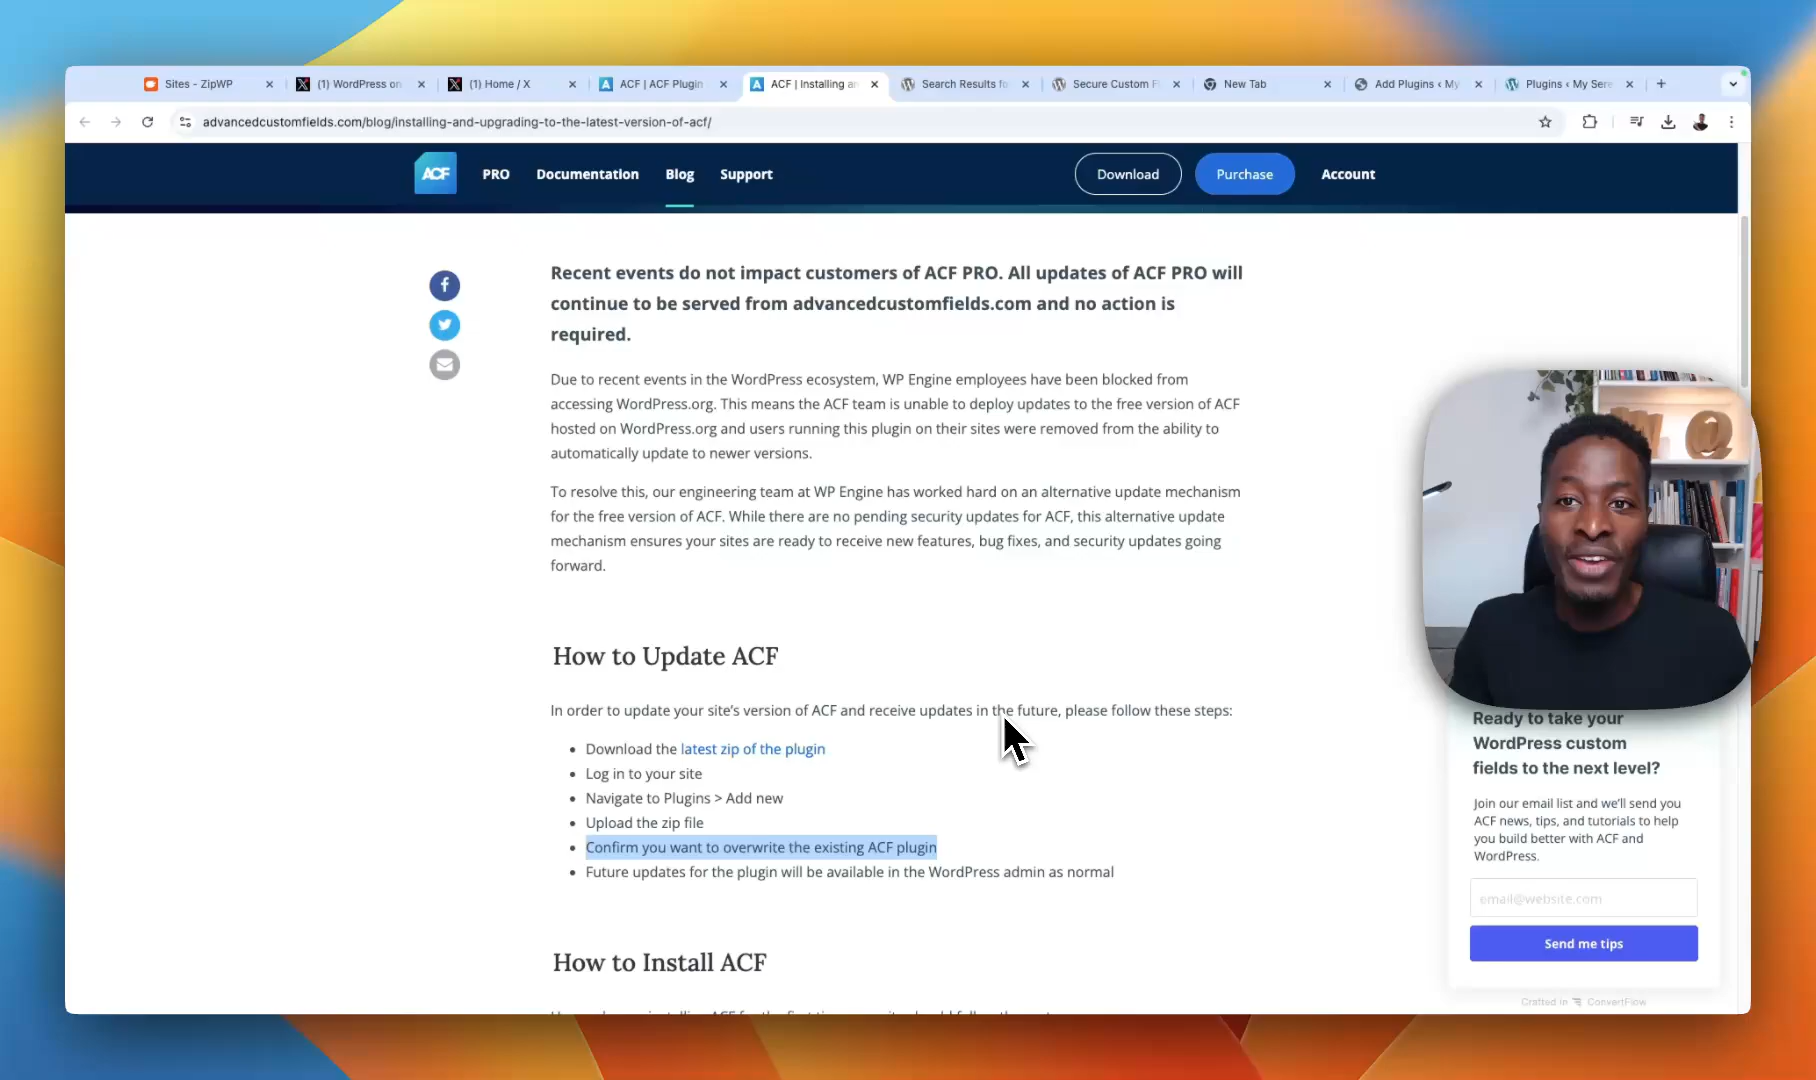 Sites - ZipWP
(1) WordPress on
(1) Home / X
ACF | ACF Plugin
ACF | Installing an
Search Results fo
Secure Custom F
New Tab
Add Plugins ‹ My
Plugins ‹ My Sere
advancedcustomfields.com/blog/installing-and-upgrading-to-the-latest-version-of-acf/
ACF
PRO
Documentation
Blog
Support
Download
Purchase
Account
Recent events do not impact customers of ACF PRO. All updates of ACF PRO will
continue to be served from advancedcustomfields.com and no action is
required.
Due to recent events in the WordPress ecosystem, WP Engine employees have been blocked from
accessing WordPress.org. This means the ACF team is unable to deploy updates to the free version of ACF
hosted on WordPress.org and users running this plugin on their sites were removed from the ability to
automatically update to newer versions.
To resolve this, our engineering team at WP Engine has worked hard on an alternative update mechanism
for the free version of ACF. While there are no pending security updates for ACF, this alternative update
mechanism ensures your sites are ready to receive new features, bug fixes, and security updates going
forward.
How to Update ACF
In order to update your site's version of ACF and receive updates in the future, please follow these steps:
• Download the latest zip of the plugin
• Log in to your site
• Navigate to Plugins > Add new
• Upload the zip file
• Confirm you want to overwrite the existing ACF plugin
• Future updates for the plugin will be available in the WordPress admin as normal
How to Install ACF
Q
Ready to take your
WordPress custom
fields to the next level?
Join our email list and we'll send you
ACF news, tips, and tutorials to help
you build better with ACF and
WordPress.
email@website.com
Send me tips
Crafted in ConvertFlow